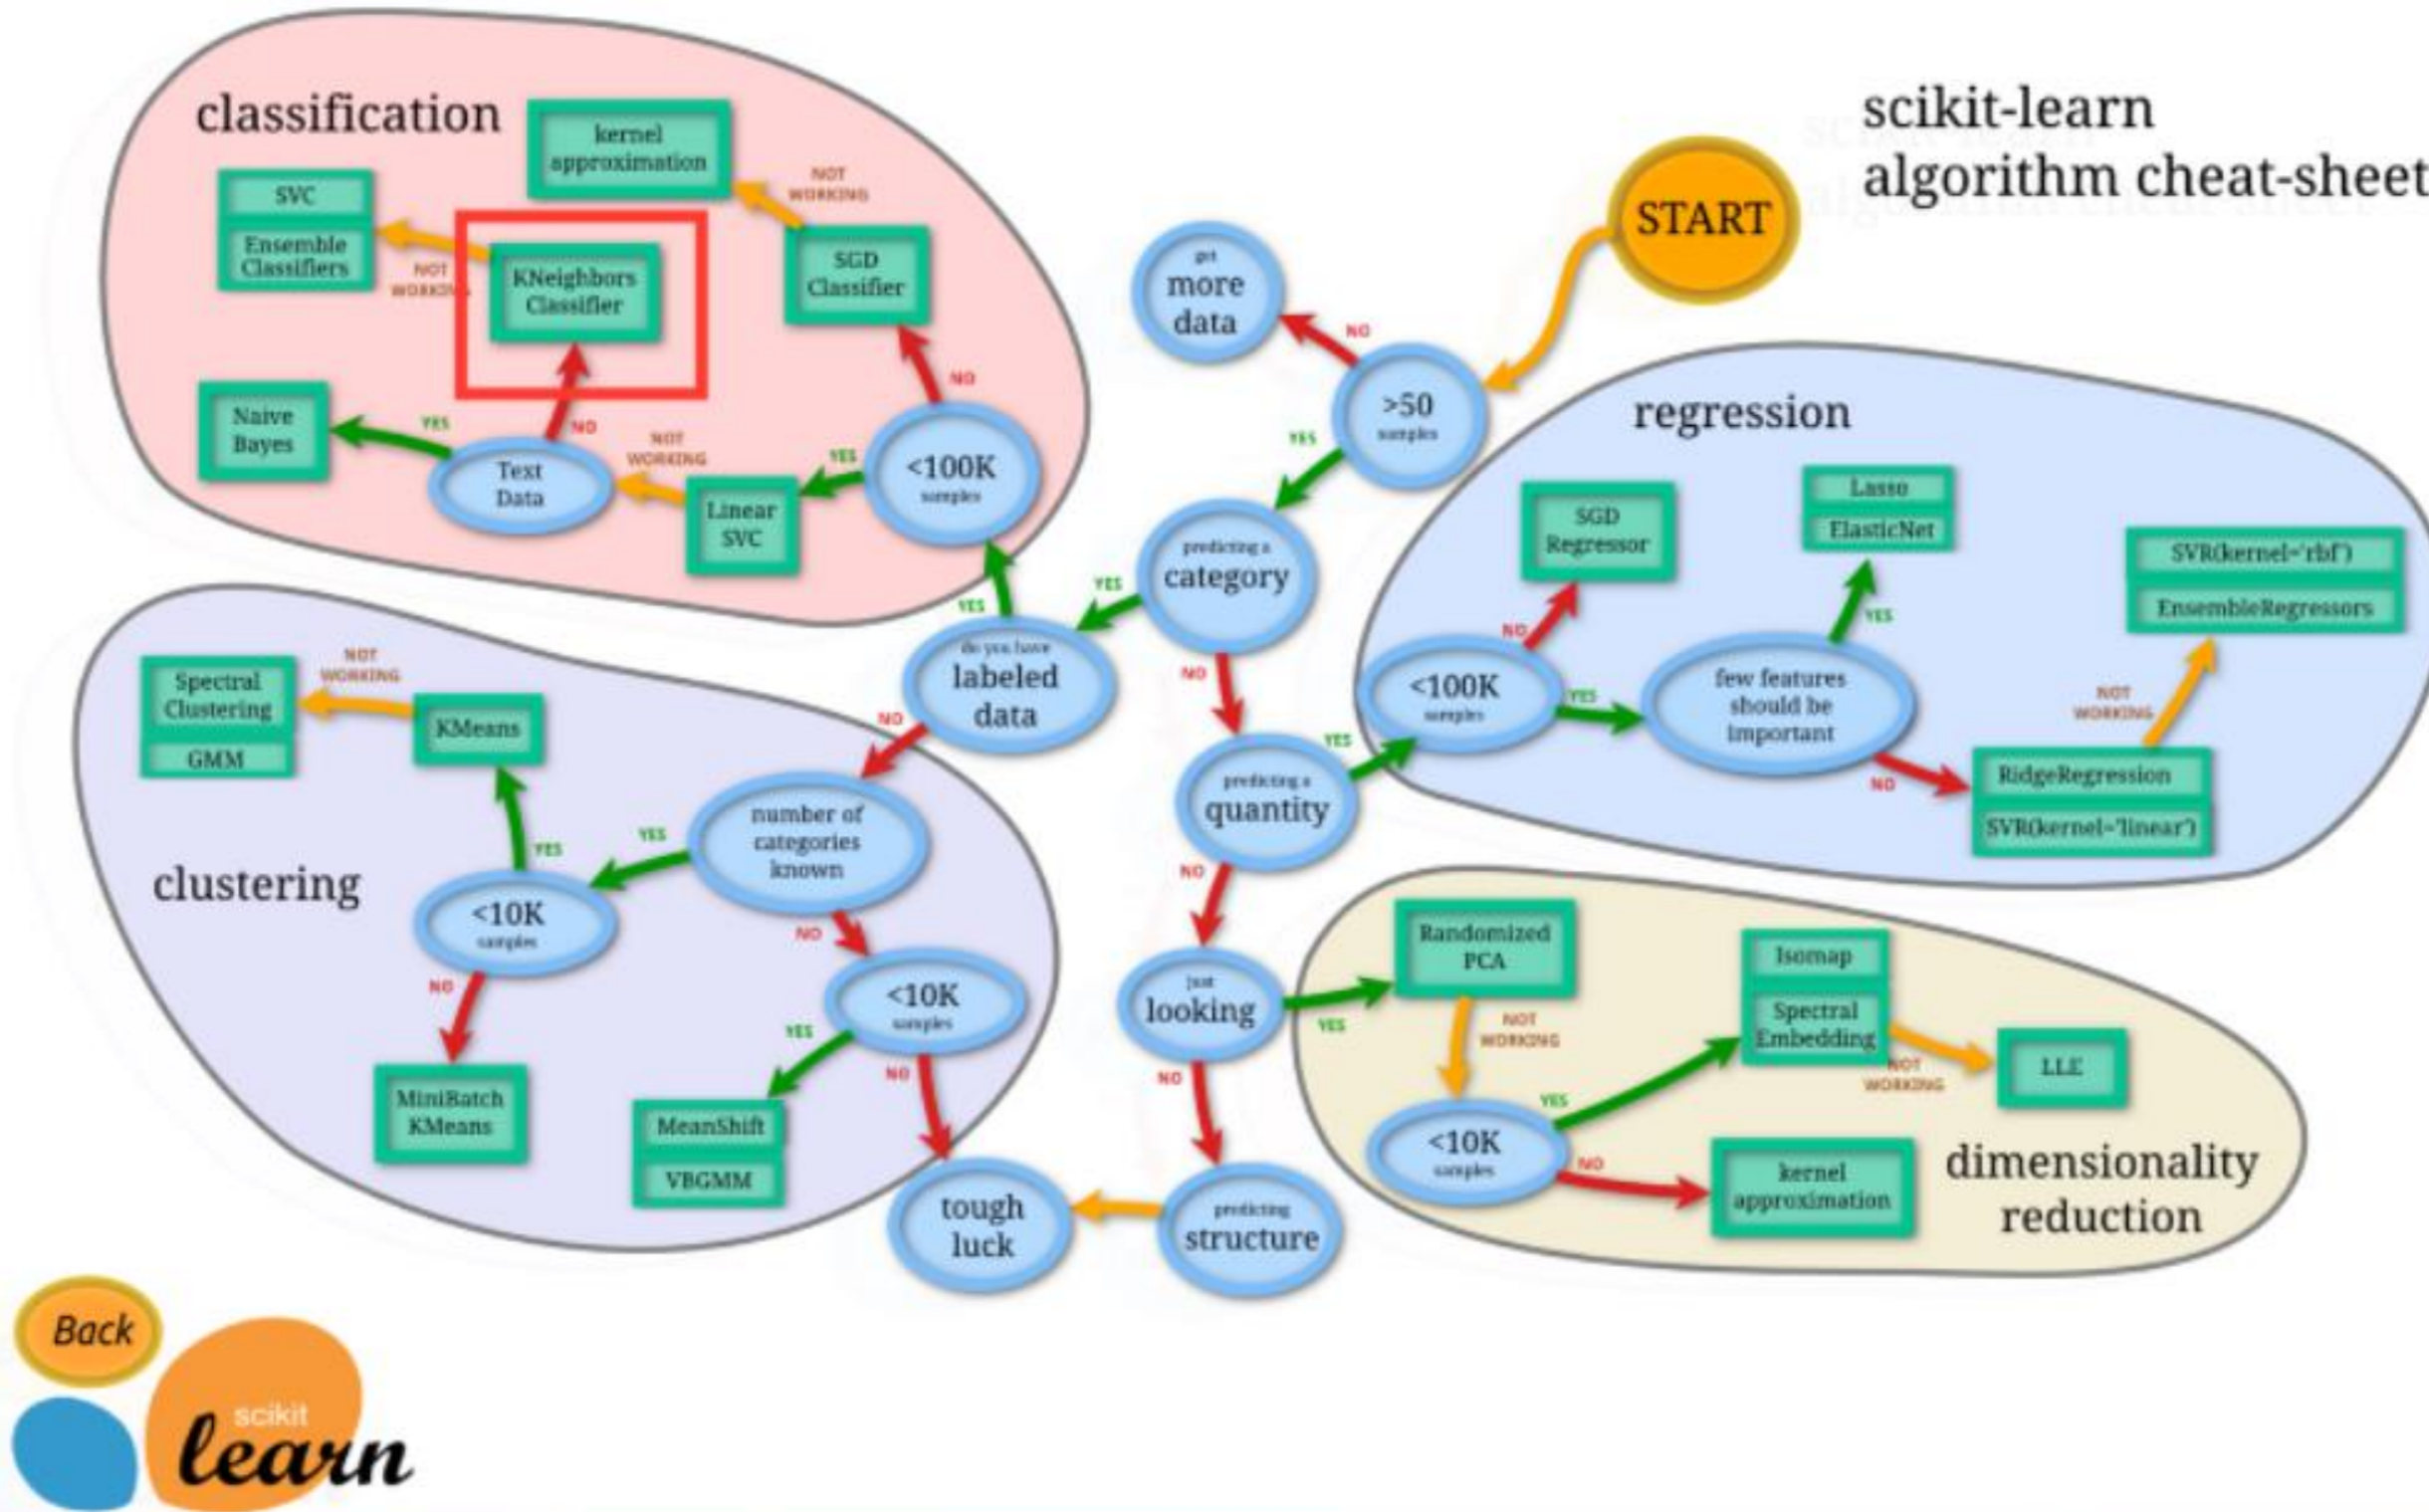 scikit-learn
algorithm cheat-sheet
START
classification
kernel
approximation
NOT
WORKING
SVC
Ensemble
Classifiers
NOT
WORKING
KNeighbors
Classifier
SGD
Classifier
NO
Naive
Bayes
YES
NO
Text
Data
NOT
WORKING
Linear
SVC
YES
<100K
samples
YES
get
more
data
NO
>50
samples
YES
predicting a
category
YES
NO
do you have
labeled
data
NO
regression
SGD
Regressor
NO
Lasso
ElasticNet
YES
SVR(kernel='rbf')
EnsembleRegressors
NOT
WORKING
<100K
samples
YES
few features
should be
important
NO
RidgeRegression
SVR(kernel='linear')
YES
predicting a
quantity
NO
clustering
Spectral
Clustering
GMM
NOT
WORKING
KMeans
YES
number of
categories
known
YES
NO
<10K
samples
NO
MiniBatch
KMeans
<10K
samples
YES
NO
MeanShift
VBGMM
just
looking
YES
NO
tough
luck
predicting
structure
dimensionality
reduction
Randomized
PCA
NOT
WORKING
<10K
samples
YES
NO
Isomap
Spectral
Embedding
NOT
WORKING
LLE
kernel
approximation
Back
scikit
learn